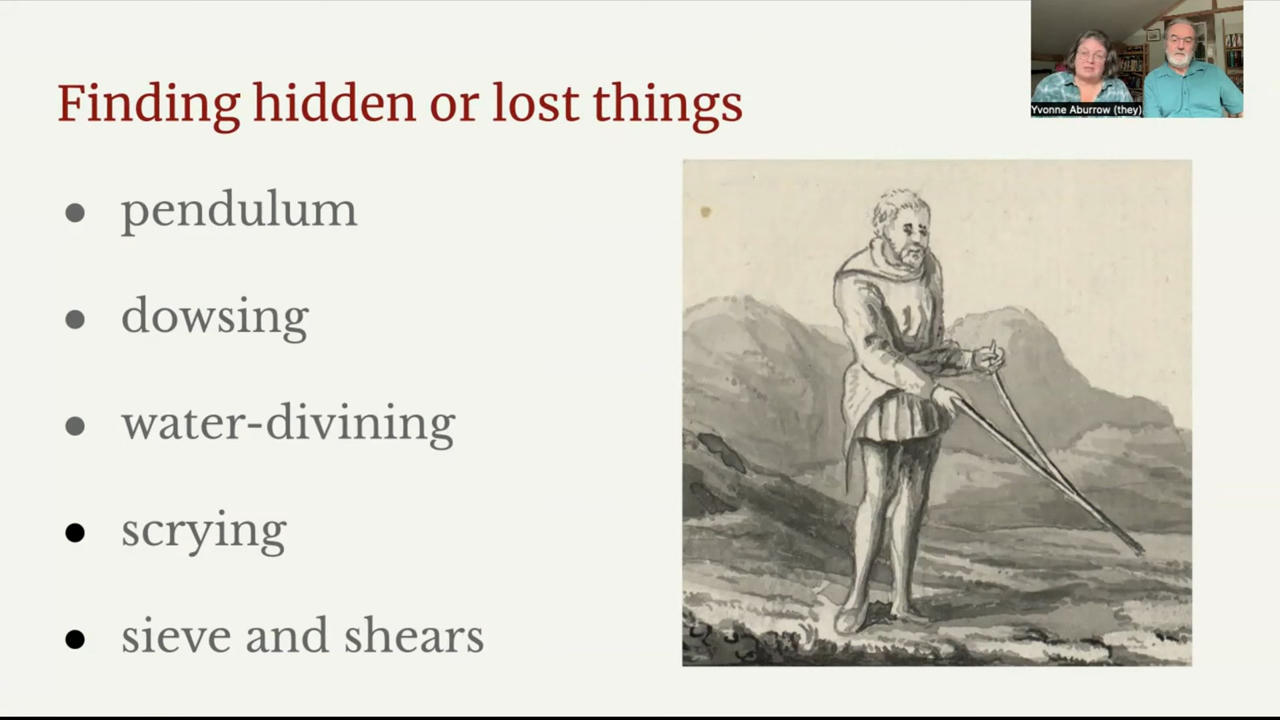 Finding hidden or lost things
Yvonne Aburrow (they)
● pendulum
● dowsing
● water-divining
● scrying
● sieve and shears